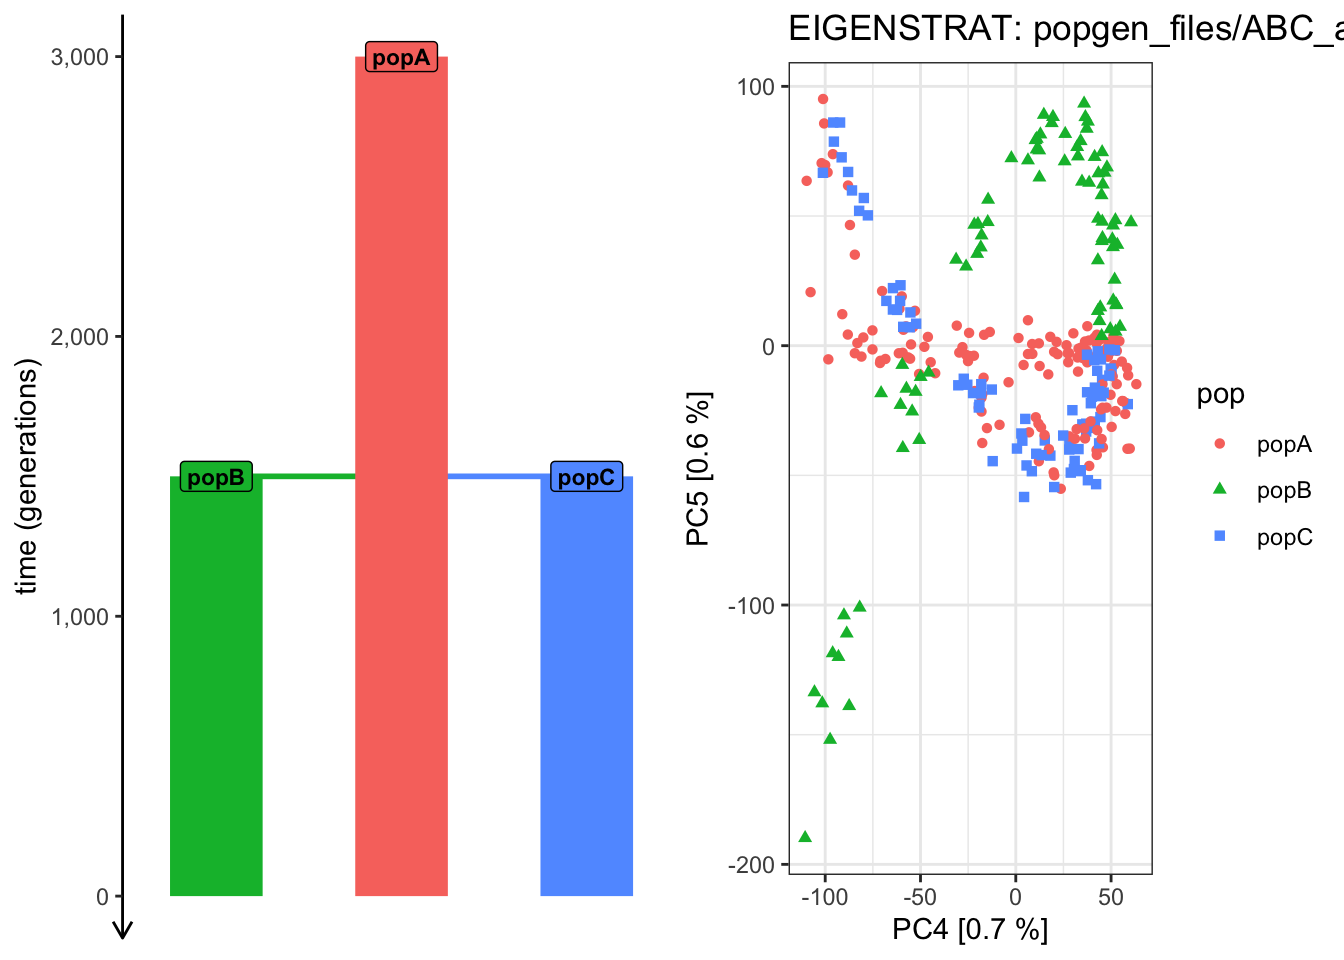 EIGENSTRAT: popgen_files/ABC_a
time (generations)
3,000
2,000
1,000
0
popA
popB
popC
PC5 [0.6 %]
100
0
-100
-200
-100
-50
0
50
PC4 [0.7 %]
pop
popA
popB
popC